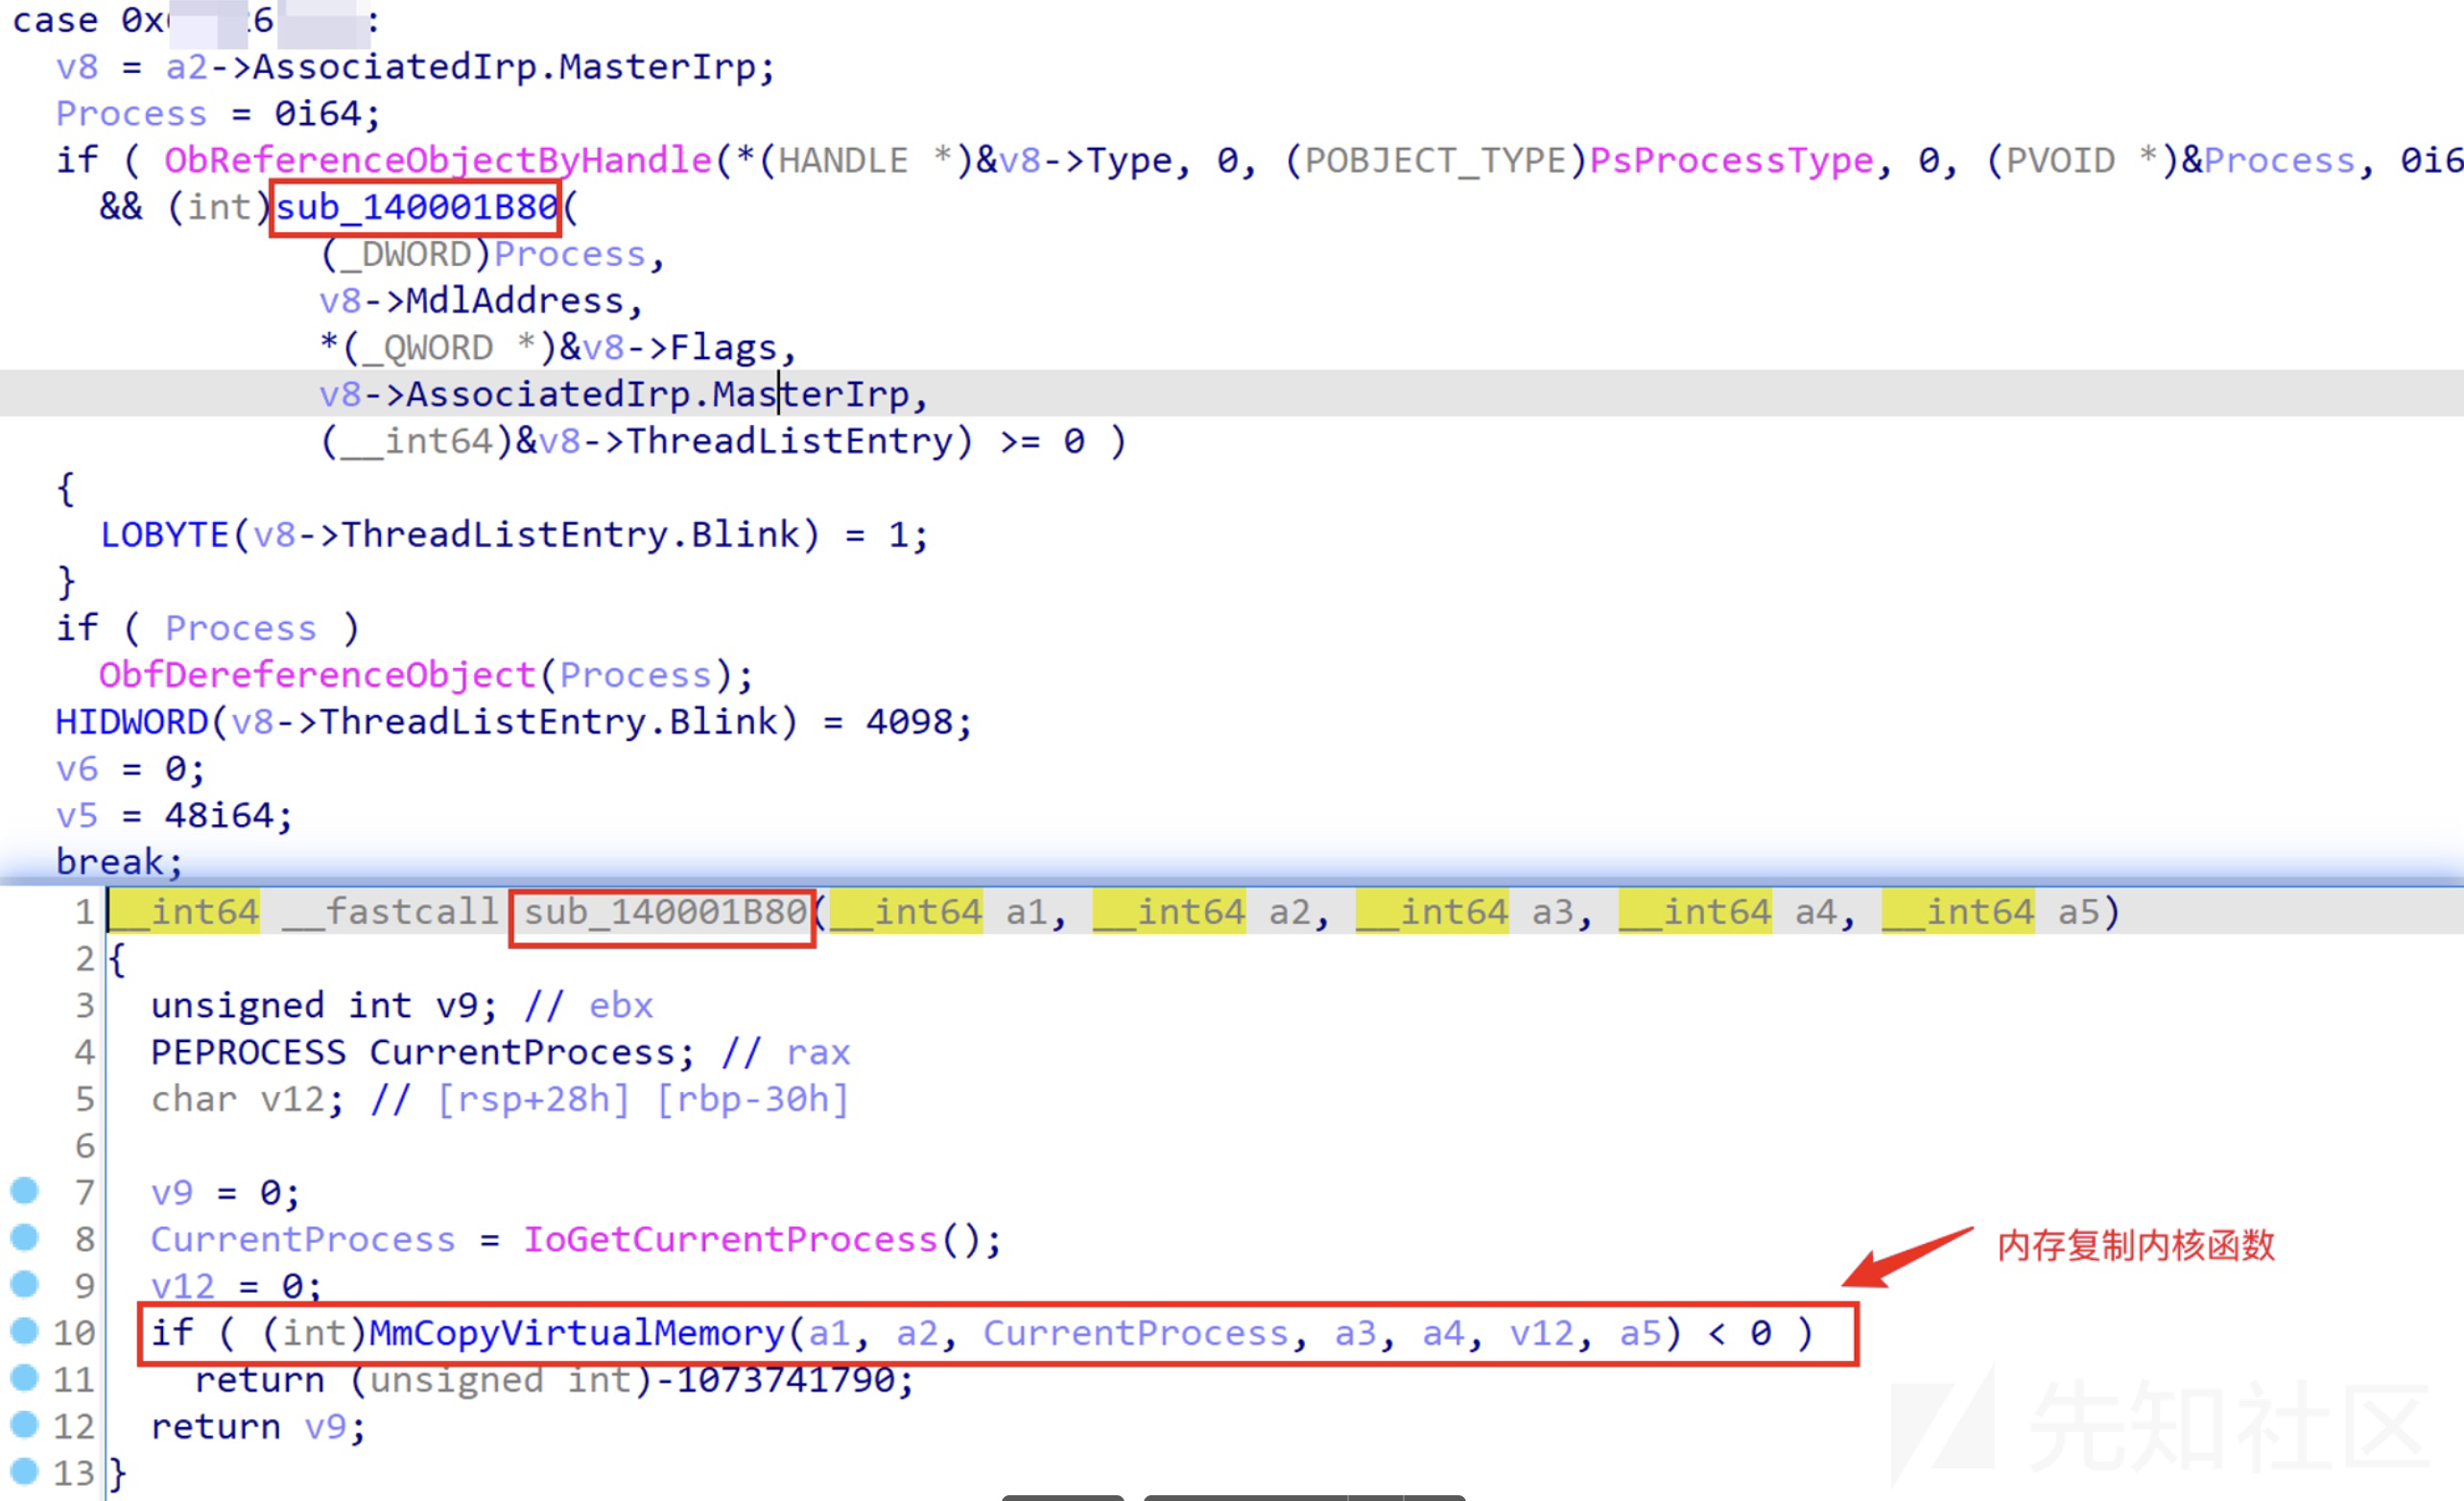 case 0x 26 :
v8 = a2->AssociatedIrp.MasterIrp;
Process = 0i64;
if ( ObReferenceObjectByHandle(*(HANDLE *)&v8->Type, 0, (POBJECT_TYPE)PsProcessType, 0, (PVOID *)&Process, 0i6
&& (int)sub_140001B80(
(_DWORD)Process,
v8->MdlAddress,
*(_QWORD *)&v8->Flags,
v8->AssociatedIrp.MasterIrp,
(__int64)&v8->ThreadListEntry) >= 0 )
{
LOBYTE(v8->ThreadListEntry.Blink) = 1;
}
if ( Process )
ObfDereferenceObject(Process);
HIDWORD(v8->ThreadListEntry.Blink) = 4098;
v6 = 0;
v5 = 48i64;
break;
1 __int64 __fastcall sub_140001B80(__int64 a1, __int64 a2, __int64 a3, __int64 a4, __int64 a5)
2 {
3 unsigned int v9; // ebx
4 PEPROCESS CurrentProcess; // rax
5 char v12; // [rsp+28h] [rbp-30h]
6
7 v9 = 0;
8 CurrentProcess = IoGetCurrentProcess();
内存复制内核函数
9 v12 = 0;
10 if ( (int)MmCopyVirtualMemory(a1, a2, CurrentProcess, a3, a4, v12, a5) < 0 )
11 return (unsigned int)-1073741790;
12 return v9;
13 }
先知社区